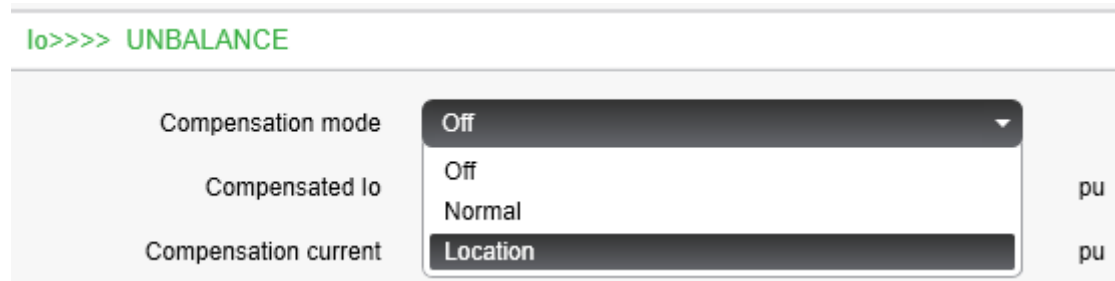 Io>>>> UNBALANCE
Compensation mode Off
Off
Compensated Io pu
Normal
Compensation current Location pu